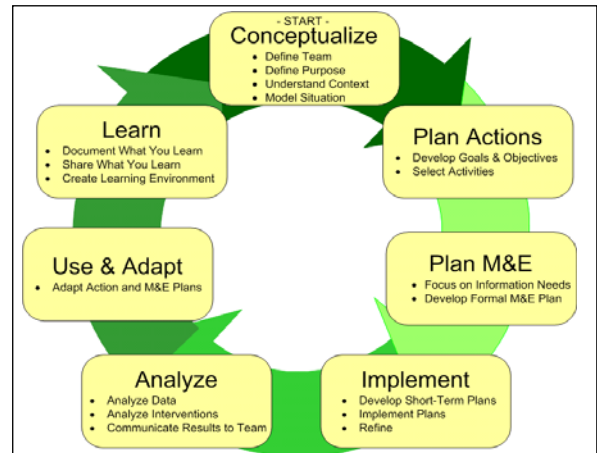 - START -
Conceptualize
• Define Team
• Define Purpose
• Understand Context
• Model Situation
Plan Actions
• Develop Goals & Objectives
• Select Activities
Plan M&E
• Focus on Information Needs
• Develop Formal M&E Plan
Implement
• Develop Short-Term Plans
• Implement Plans
• Refine
Analyze
• Analyze Data
• Analyze Interventions
• Communicate Results to Team
Use & Adapt
• Adapt Action and M&E Plans
Learn
• Document What You Learn
• Share What You Learn
• Create Learning Environment